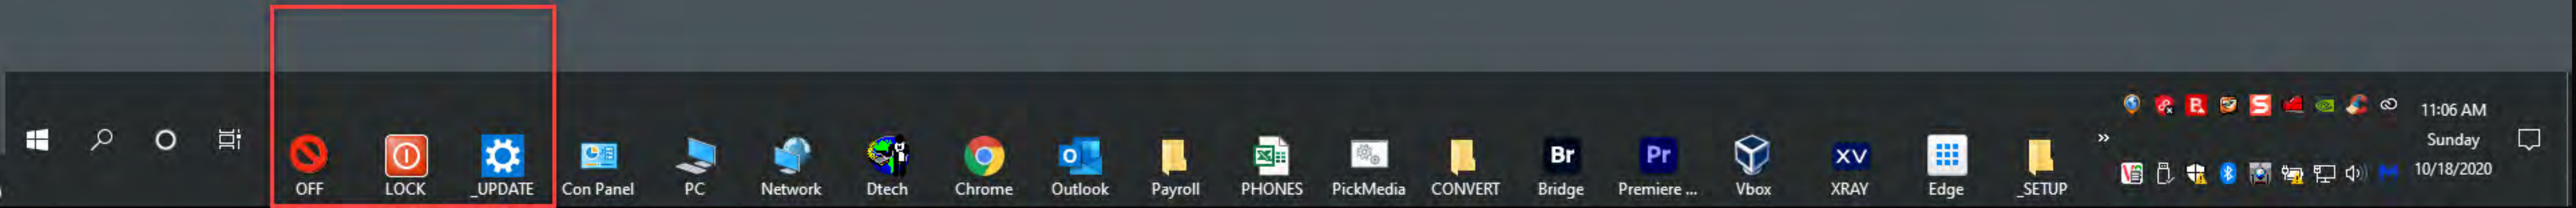 OFF
LOCK
_UPDATE
Con Panel
PC
Network
Dtech
Chrome
Outlook
Payroll
PHONES
PickMedia
CONVERT
Br
Bridge
Pr
Premiere ...
Vbox
XV
XRAY
Edge
_SETUP
11:06 AM
Sunday
10/18/2020